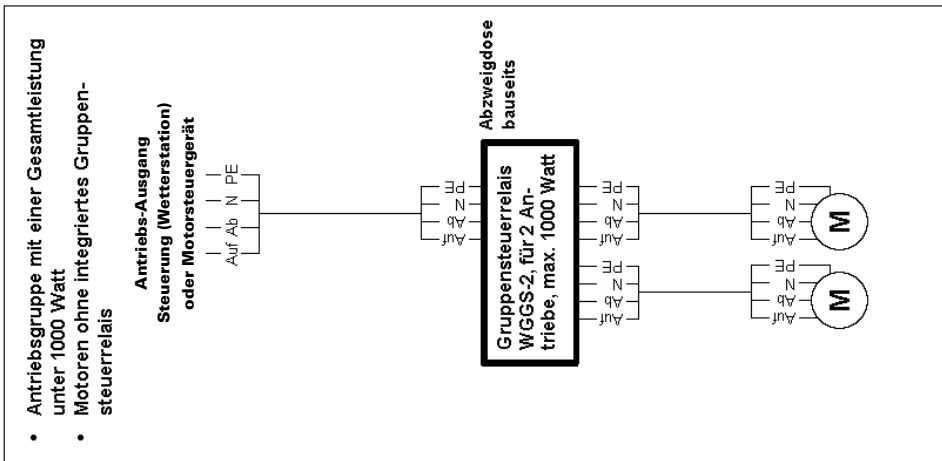 • Antriebsgruppe mit einer Gesamtleistung
unter 1000 Watt
• Motoren ohne integriertes Gruppen-
steuerrelais
Antriebs-Ausgang
Steuerung (Wetterstation)
oder Motorsteuergerät
Auf Ab N PE
Auf Ab N PE
Abzweigdose
bauseits
Gruppensteuerrelais
WGGS-2, für 2 An-
triebe, max. 1000 Watt
Auf Ab N PE
Auf Ab N PE
Auf Ab N PE
Auf Ab N PE
M
M